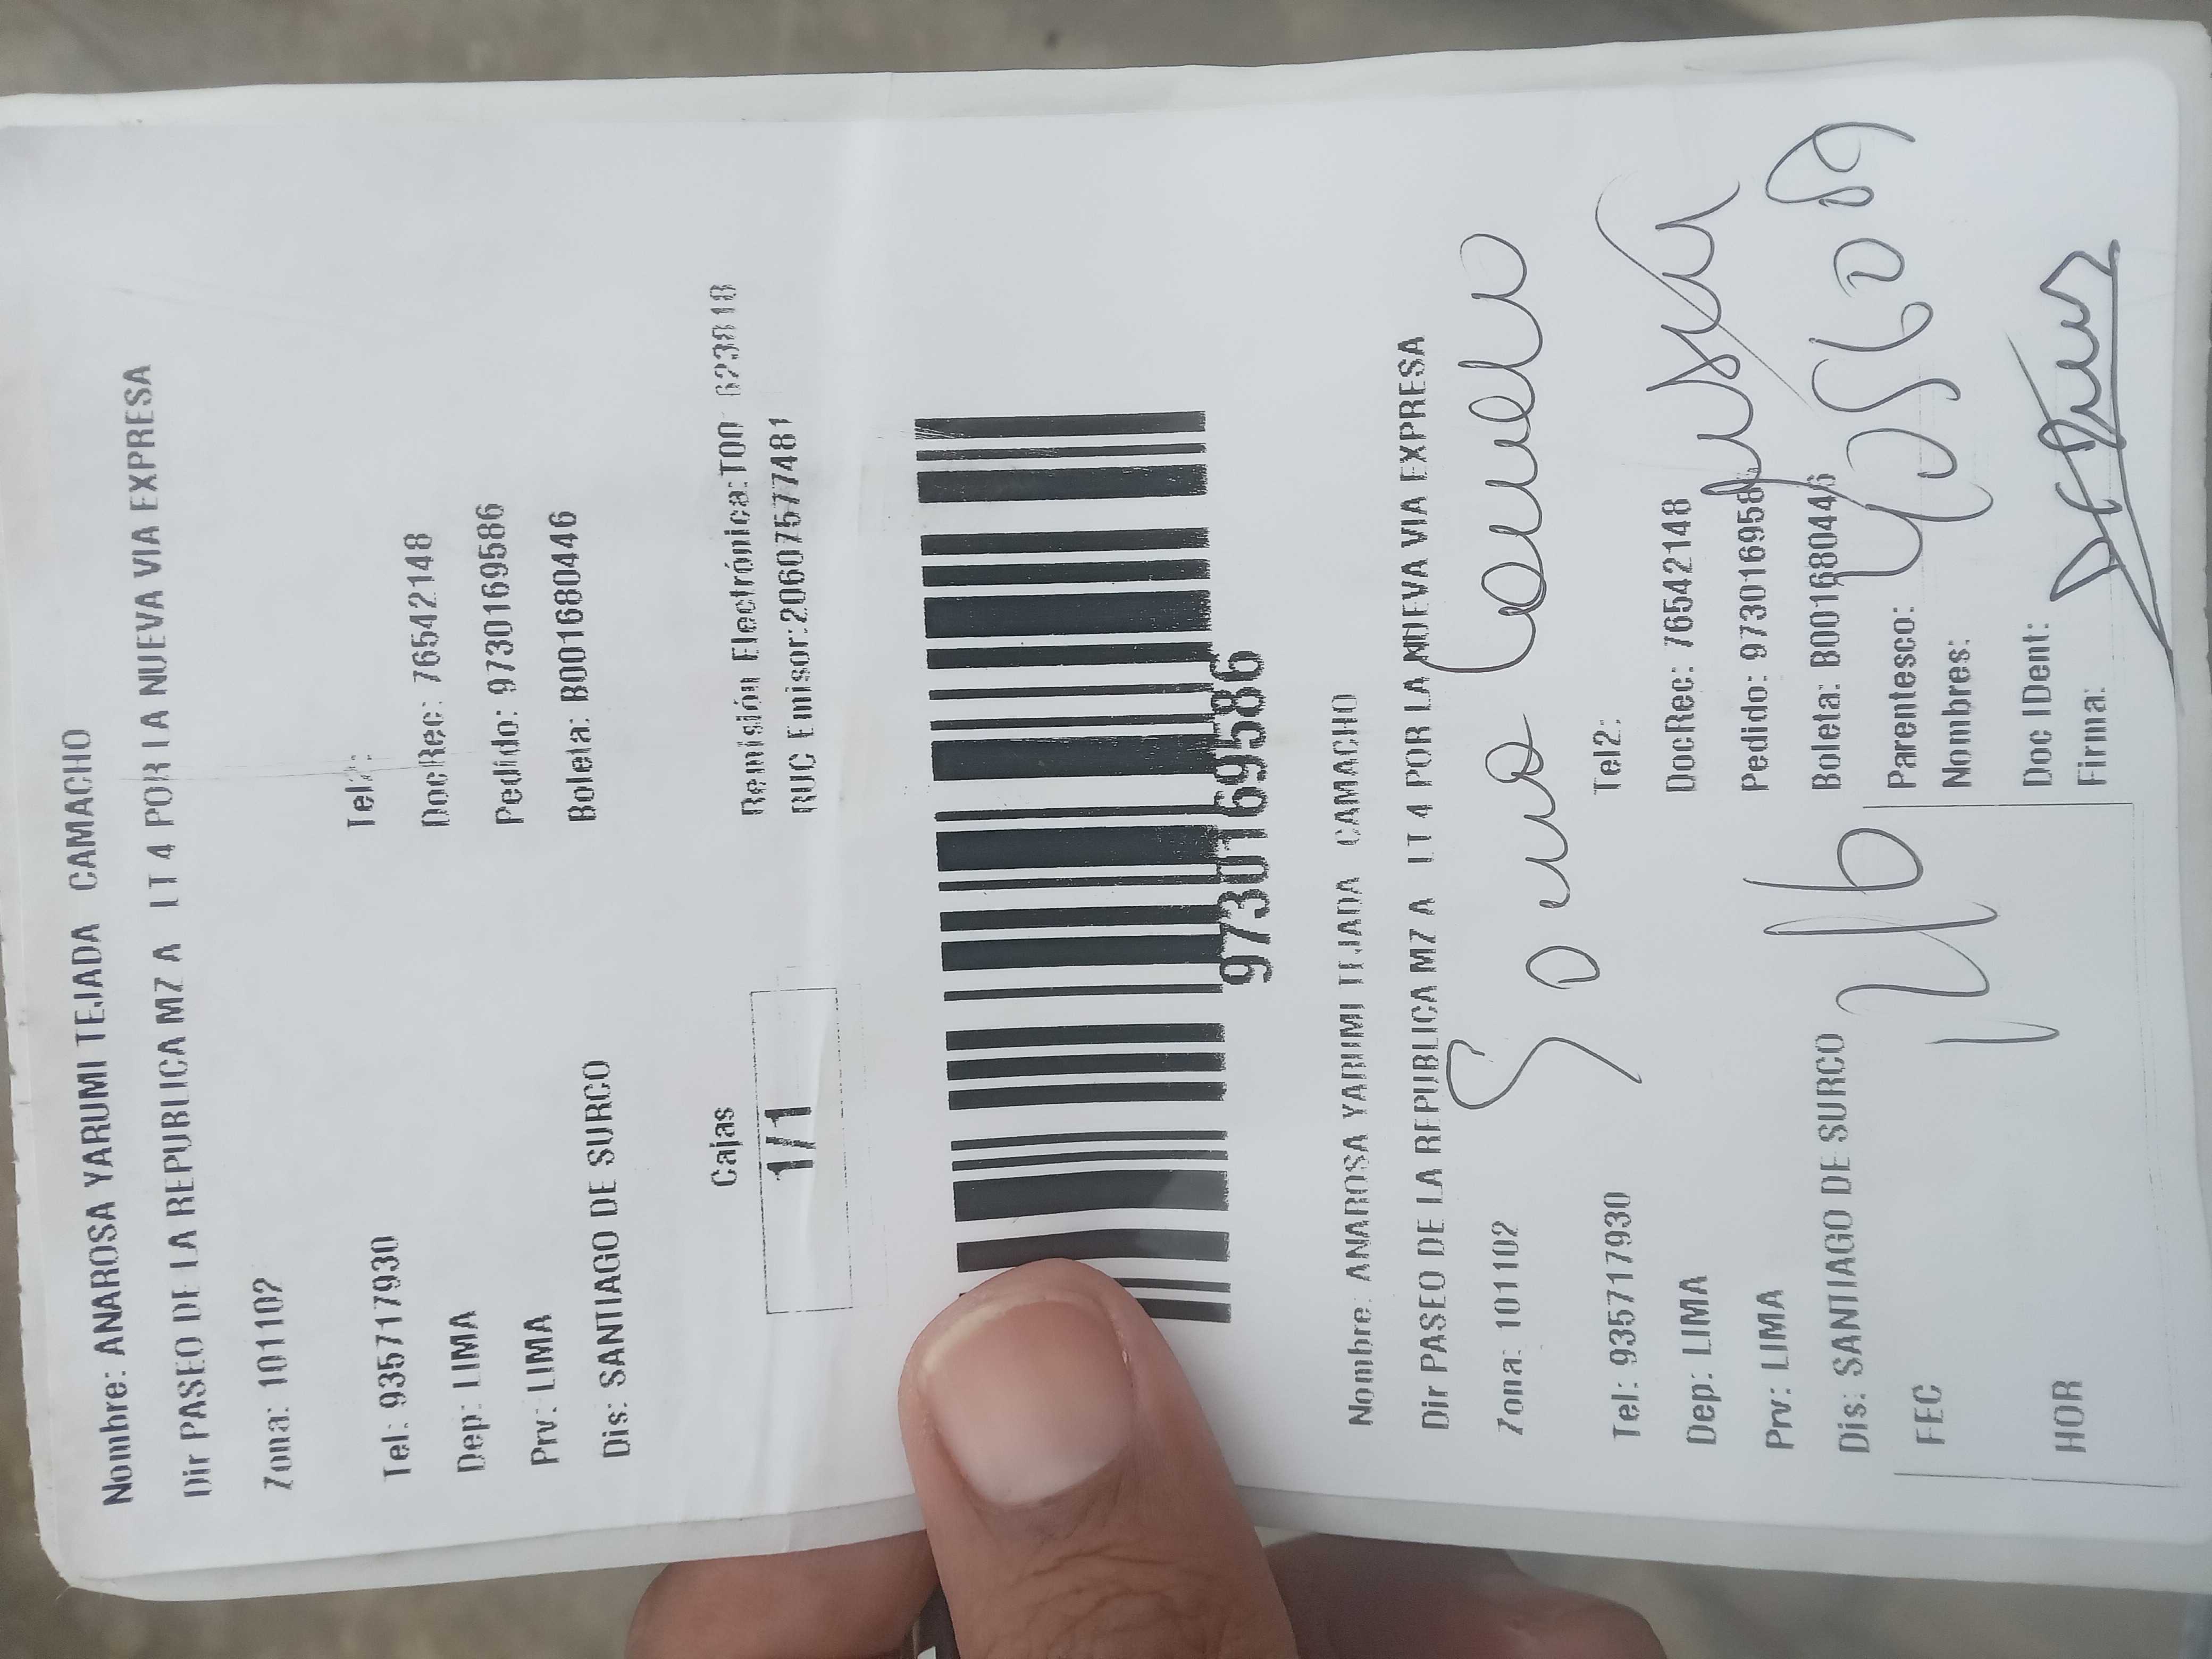 Nombre: ANAROSA YARUMI TEJADA CAMACHO
Dir PASEO DE LA REPUBLICA MZ A LT 4 POR LA NUEVA VIA EXPRESA
Zona: 101102
Tel: 935717930 Tel2:
Dep: LIMA DocRec: 76542148
Prv: LIMA Pedido: 9730169586
Dis: SANTIAGO DE SURCO Boleta: B001680446
Cajas
1/1
Remisión Electrónica:T00
RUC Emisor:20607577481
9730169586
Nombre: ANAROSA YARUMI TEJADA CAMACHO
Dir PASEO DE LA REPUBLICA MZ A LT 4 POR LA NUEVA VIA EXPRESA
Zona: 101102
Tel: 935717930 Tel2:
Dep: LIMA DocRec: 76542148
Prv: LIMA Pedido: 9730169586
Dis: SANTIAGO DE SURCO Boleta: B001680446
FEC Parentesco:
Nombres:
HOR Doc IDent:
Firma: